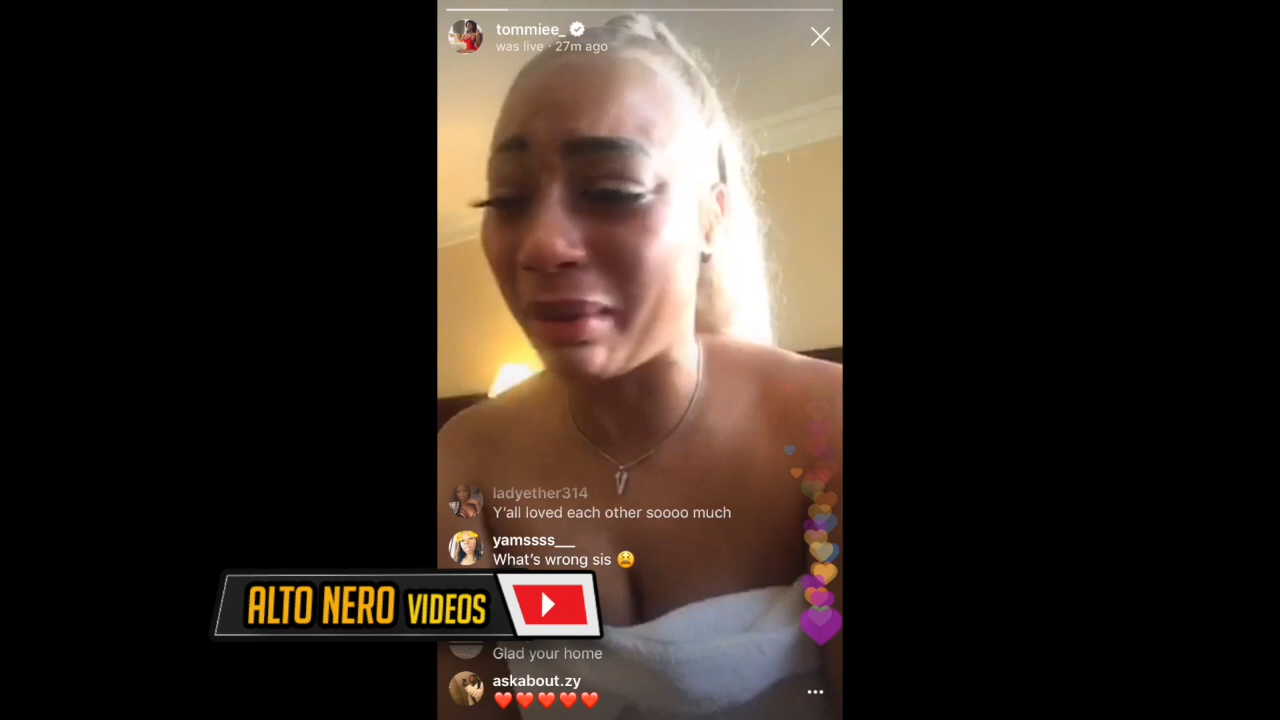 tommiee_
was live · 27m ago
ladyether314
Y'all loved each other soooo much
yamssss___
What's wrong sis 😫
ALTO NERO VIDEOS
Glad your home
askabout.zy
❤️❤️❤️❤️❤️